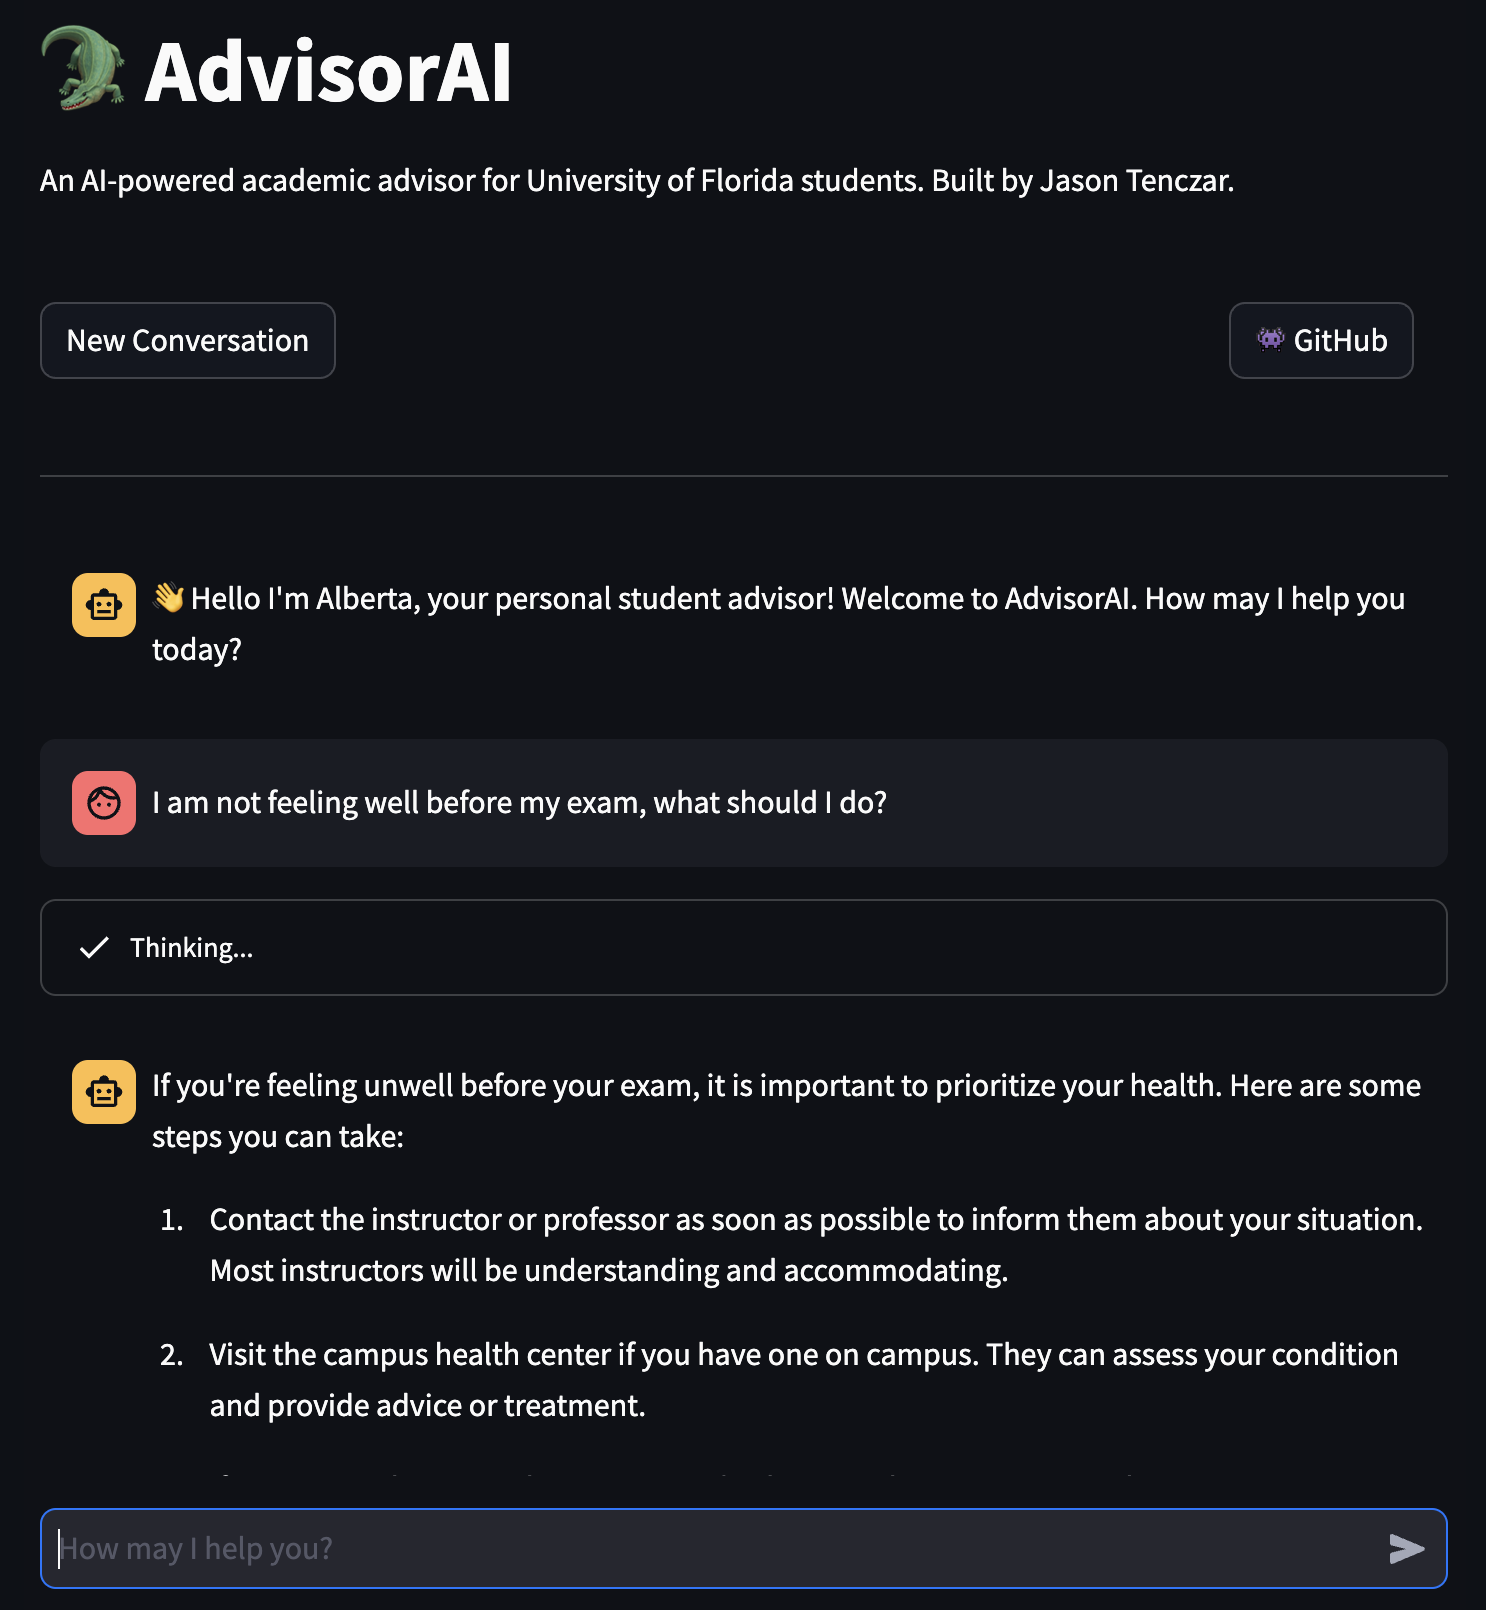 AdvisorAI
An AI-powered academic advisor for University of Florida students. Built by Jason Tenczar.
New Conversation
GitHub
👋 Hello I'm Alberta, your personal student advisor! Welcome to AdvisorAI. How may I help you
today?
I am not feeling well before my exam, what should I do?
Thinking...
If you're feeling unwell before your exam, it is important to prioritize your health. Here are some
steps you can take:
1. Contact the instructor or professor as soon as possible to inform them about your situation.
Most instructors will be understanding and accommodating.
2. Visit the campus health center if you have one on campus. They can assess your condition
and provide advice or treatment.
How may I help you?